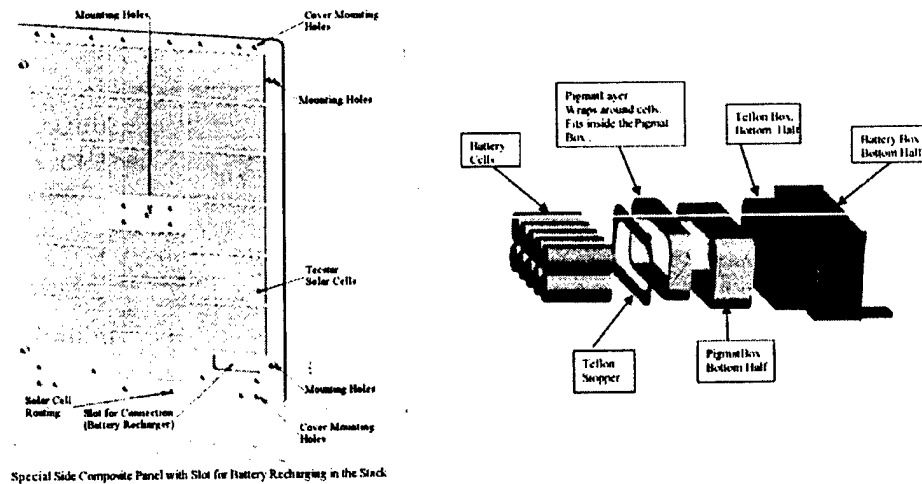 Mounting Holes
Cover Mounting
Holes
Mounting Holes
Tecstar
Solar Cells
Mounting Holes
Solar Cell
Routing
Slot for Connection
(Battery Recharger)
Cover Mounting
Holes
Special Side Composite Panel with Slot for Battery Recharging in the Stack
Battery
Cells
Pigmat Layer
Wraps around cells.
Fits inside the Pigmat
Box.
Teflon Box,
Bottom Half
Battery Box
Bottom Half
Teflon
Stopper
Pigmat Box
Bottom Half